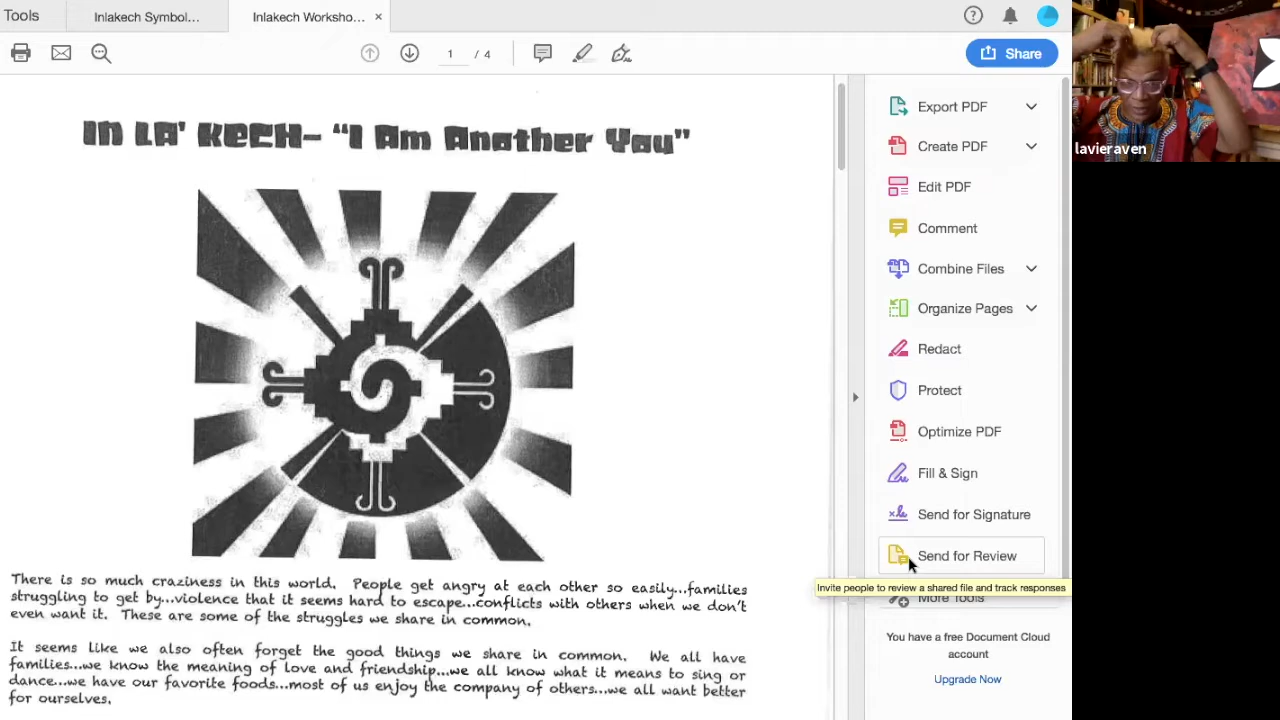 Tools
Inlakech Symbol...
Inlakech Worksho...
1 / 4
Share
In La' Kech- "I Am Another You"
There is so much craziness in this world. People get angry at each other so easily...families
struggling to get by...violence that it seems hard to escape...conflicts with others when we don't
even want it. These are some of the struggles we share in common.
It seems like we also often forget the good things we share in common. We all have
families...we know the meaning of love and friendship...we all know what it means to sing or
dance...we have our favorite foods...most of us enjoy the company of others...we all want better
for ourselves.
Export PDF
Create PDF
Edit PDF
Comment
Combine Files
Organize Pages
Redact
Protect
Optimize PDF
Fill & Sign
Send for Signature
Send for Review
Invite people to review a shared file and track responses
More Tools
You have a free Document Cloud
account
Upgrade Now
lavieraven